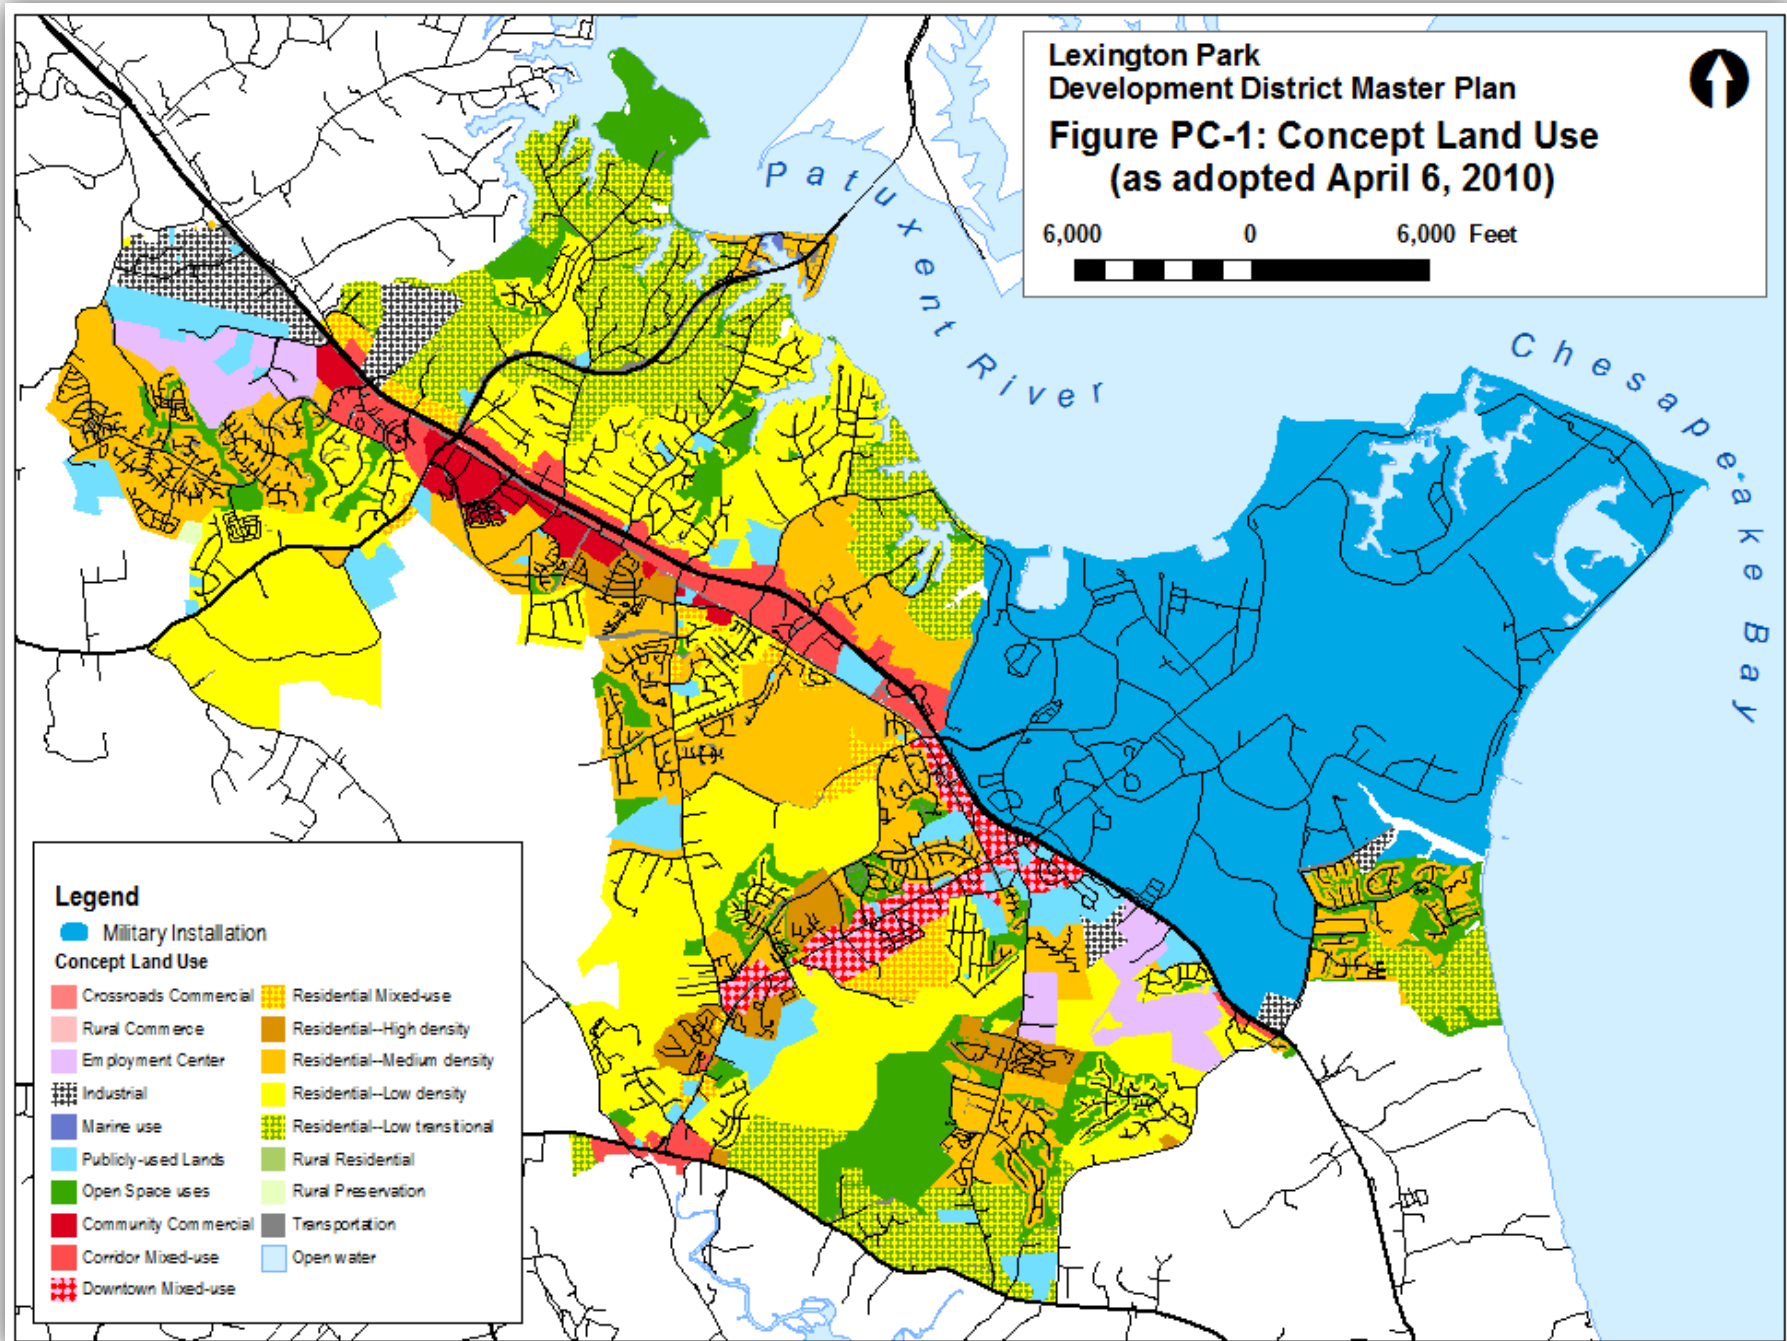 Lexington Park
Development District Master Plan
Figure PC-1: Concept Land Use
(as adopted April 6, 2010)
6,000 0 6,000 Feet
Patuxent River
Chesapeake Bay
Legend
Military Installation
Concept Land Use
Crossroads Commercial
Rural Commerce
Employment Center
Industrial
Marine use
Publicly-used Lands
Open Space uses
Community Commercial
Corridor Mixed-use
Downtown Mixed-use
Residential Mixed-use
Residential--High density
Residential--Medium density
Residential--Low density
Residential--Low transitional
Rural Residential
Rural Preservation
Transportation
Open water